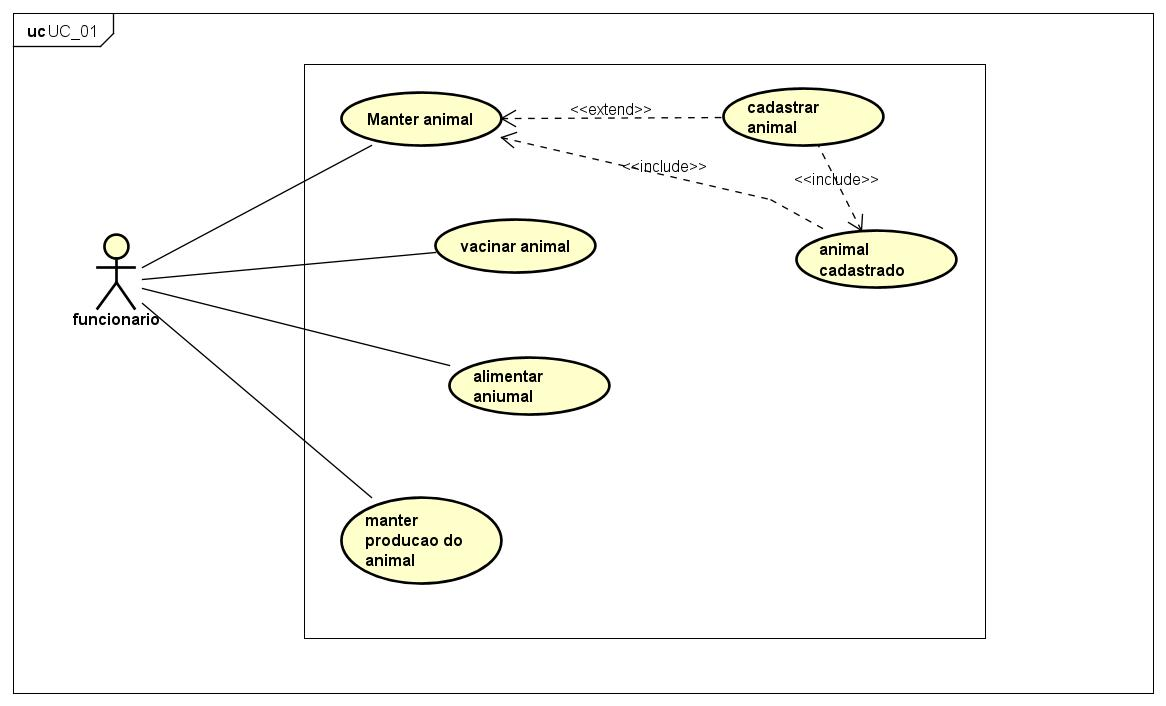 uc UC_01
Manter animal
<<extend>>
cadastrar
animal
<<include>>
<<include>>
vacinar animal
animal
cadastrado
funcionario
alimentar
aniumal
manter
producao do
animal